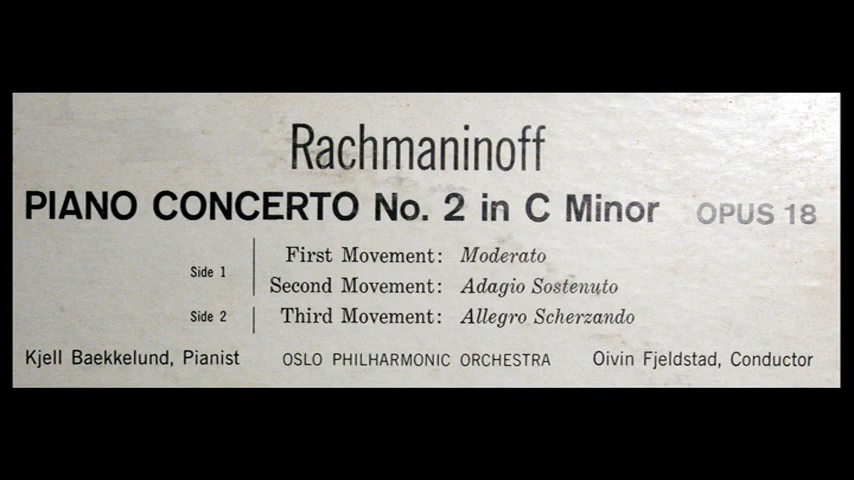 Rachmaninoff
PIANO CONCERTO No. 2 in C Minor OPUS 18
Side 1
First Movement: Moderato
Second Movement: Adagio Sostenuto
Side 2 Third Movement: Allegro Scherzando
Kjell Baekkelund, Pianist OSLO PHILHARMONIC ORCHESTRA Oivin Fjeldstad, Conductor